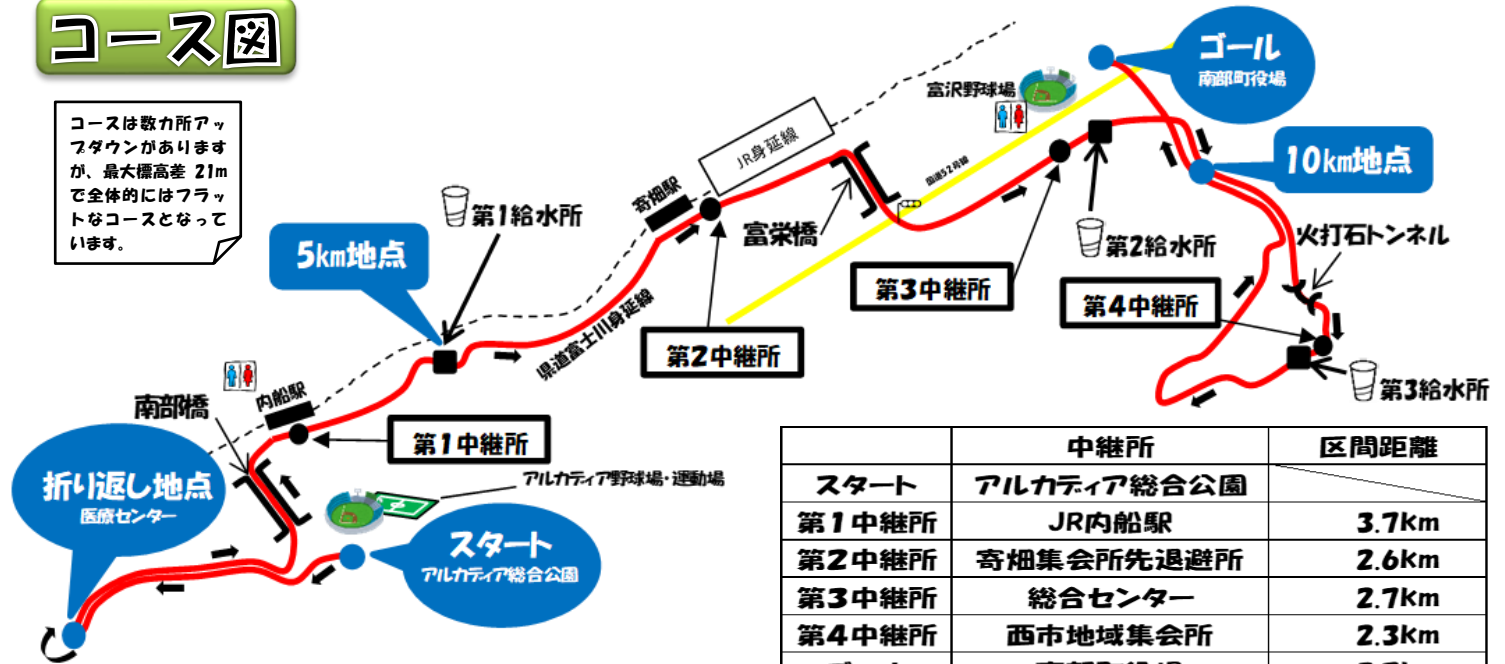 コース図
コースは数カ所アッ
プダウンがあります
が、最大標高差 21m
で全体的にはフラッ
トなコースとなって
います。
ゴール
南部町役場
富沢野球場
JR身延線
国道52号線
10km地点
寄畑駅
第1給水所
5km地点
富栄橋
第2給水所
火打石トンネル
第3中継所
第4中継所
県道富士川身延線
第2中継所
第3給水所
内船駅
南部橋
第1中継所
アルカディア野球場・運動場
折り返し地点
医療センター
スタート
アルカディア総合公園
中継所 区間距離
スタート アルカディア総合公園
第1中継所 JR内船駅 3.7km
第2中継所 寄畑集会所先退避所 2.6km
第3中継所 総合センター 2.7km
第4中継所 西市地域集会所 2.3km